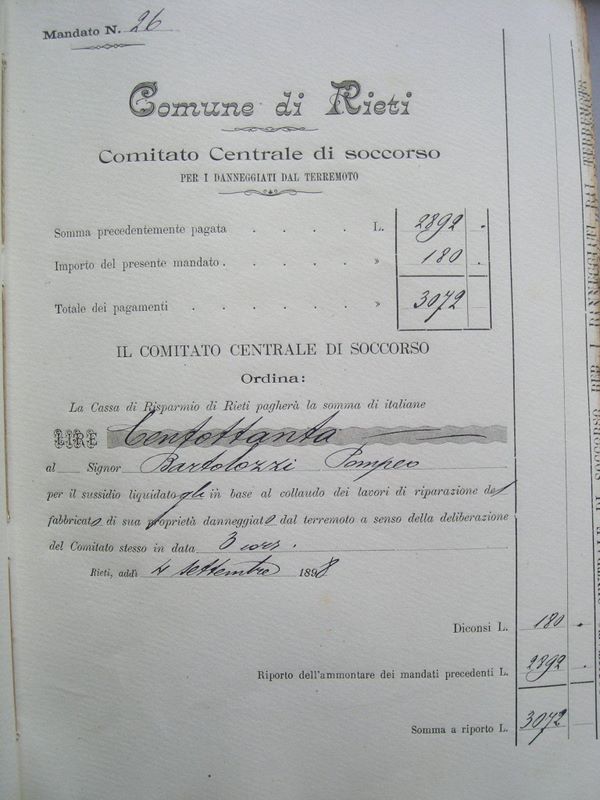 Mandato N. 26
Comune di Rieti
Comitato Centrale di soccorso
PER I DANNEGGIATI DAL TERREMOTO
Somma precedentemente pagata . . . . L. 2892 .
Importo del presente mandato . . . . » 180 .
Totale dei pagamenti . . . . . » 3072
IL COMITATO CENTRALE DI SOCCORSO
Ordina:
La Cassa di Risparmio di Rieti pagherà la somma di italiane
LIRE Centottanta
al Signor Bartolozzi Pompeo
per il sussidio liquidatogli in base al collaudo dei lavori di riparazione del
fabbricato di sua proprietà danneggiato dal terremoto a senso della deliberazione
del Comitato stesso in data 3 corr.
Rieti, addì 4 settembre 1898
Diconsi L. 180 .
Riporto dell'ammontare dei mandati precedenti L. 2892 .
Somma a riporto L. 3072